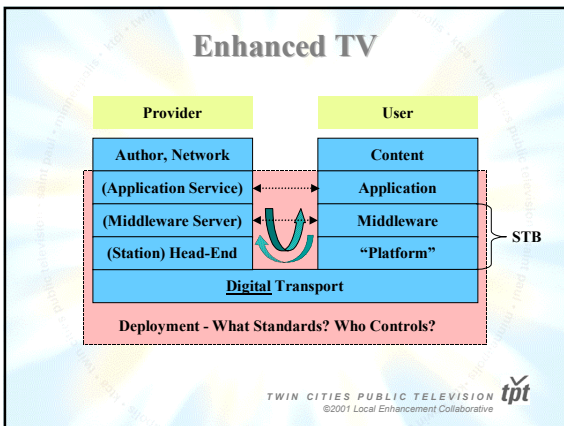 Enhanced TV
Provider User
Author, Network Content
(Application Service) Application
(Middleware Server) Middleware
STB
(Station) Head-End “Platform”
Digital Transport
Deployment - What Standards? Who Controls?
TWIN CITIES PUBLIC TELEVISION tpt
©2001 Local Enhancement Collaborative